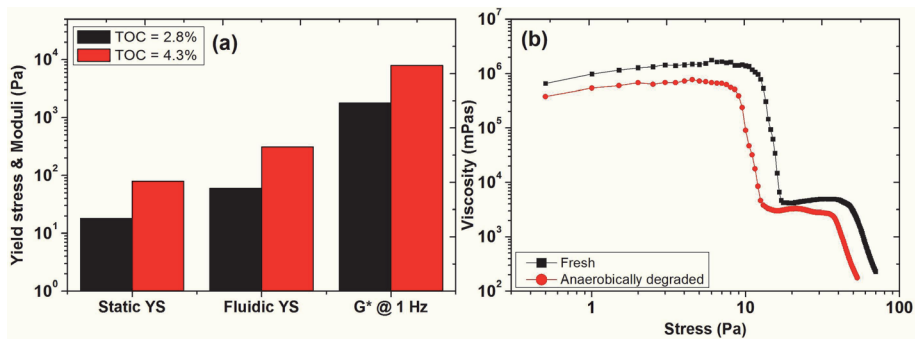 TOC = 2.8%
TOC = 4.3%
(a)
Yield stress & Moduli (Pa)
10⁴
10³
10²
10¹
10⁰
Static YS
Fluidic YS
G* @ 1 Hz
(b)
Viscosity (mPas)
10⁷
10⁶
10⁵
10⁴
10³
10²
Fresh
Anaerobically degraded
1
10
100
Stress (Pa)